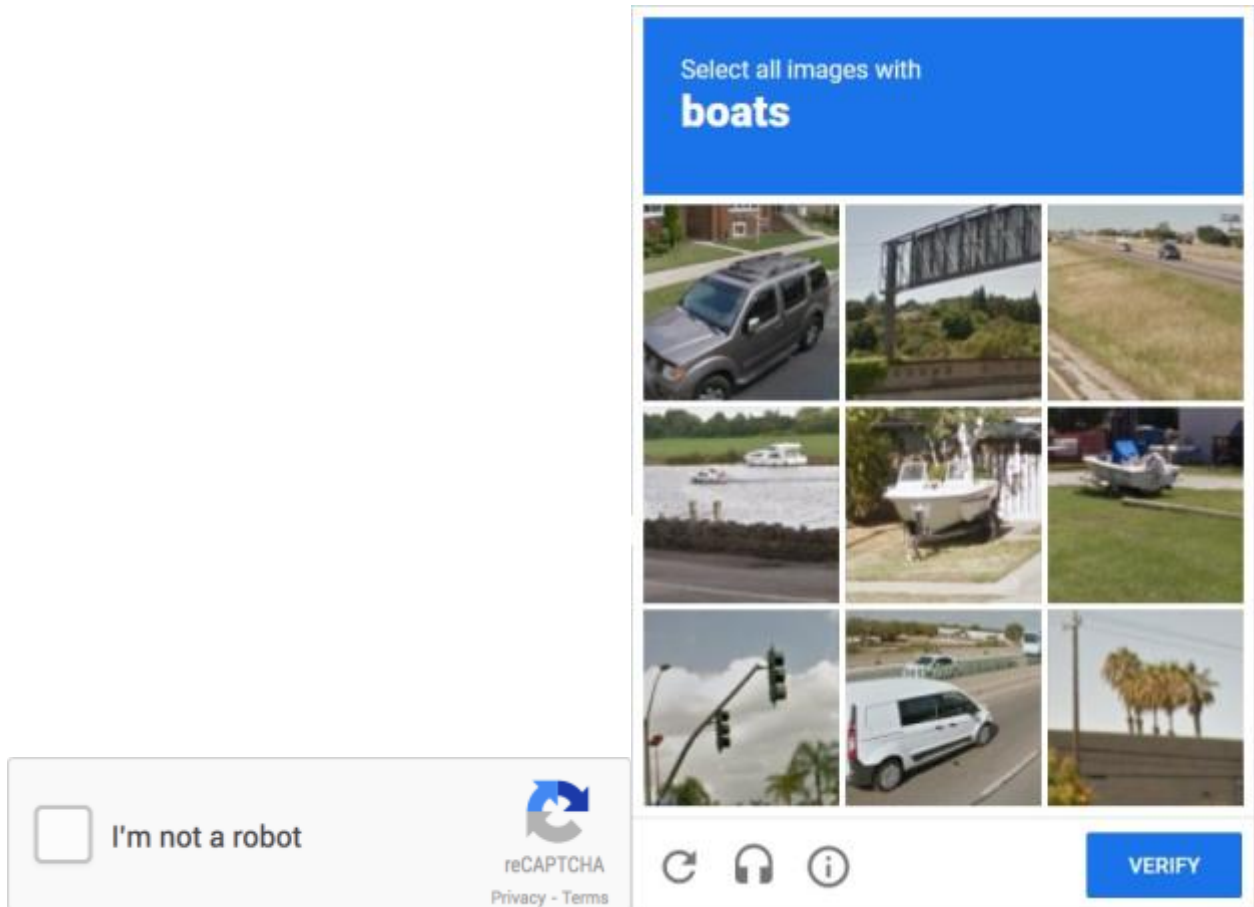 Select all images with
boats
I'm not a robot
reCAPTCHA
Privacy - Terms
VERIFY